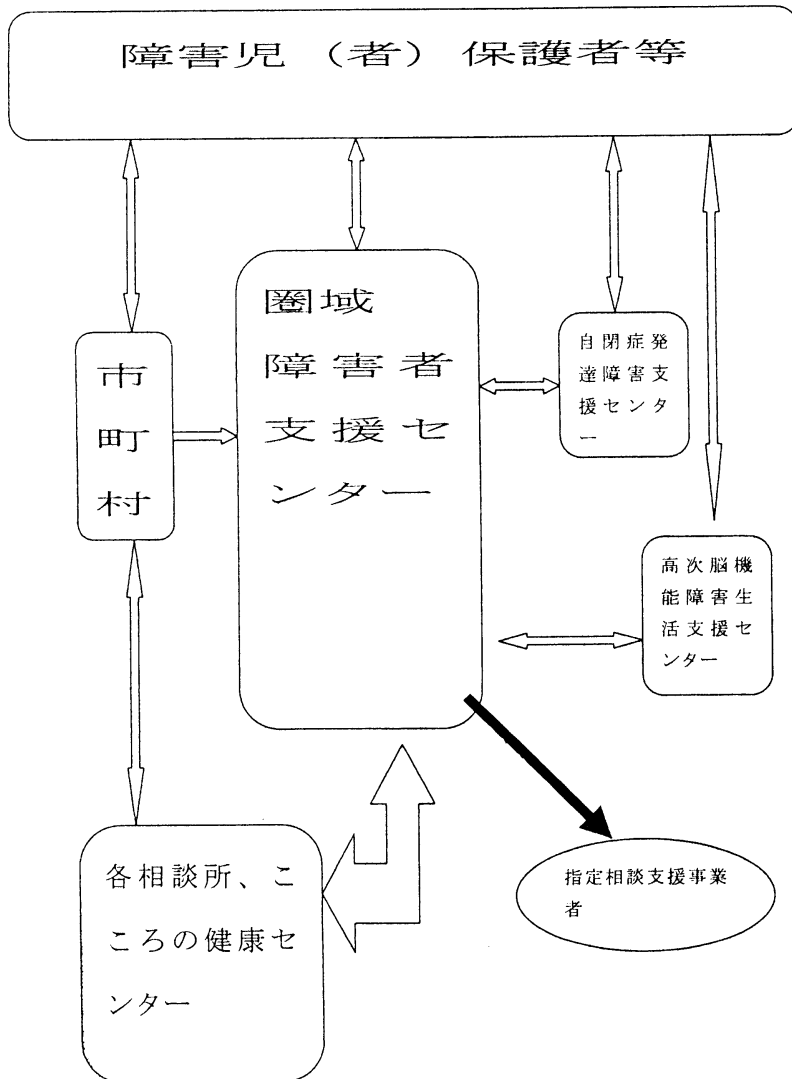 障害児（者）保護者等
圏域
障害者
支援セ
ンター
自閉症発
達障害支
援センタ
ー
市
町
村
高次脳機
能障害生
活支援セ
ンター
各相談所、こ
ころの健康セ
ンター
指定相談支援事業
者